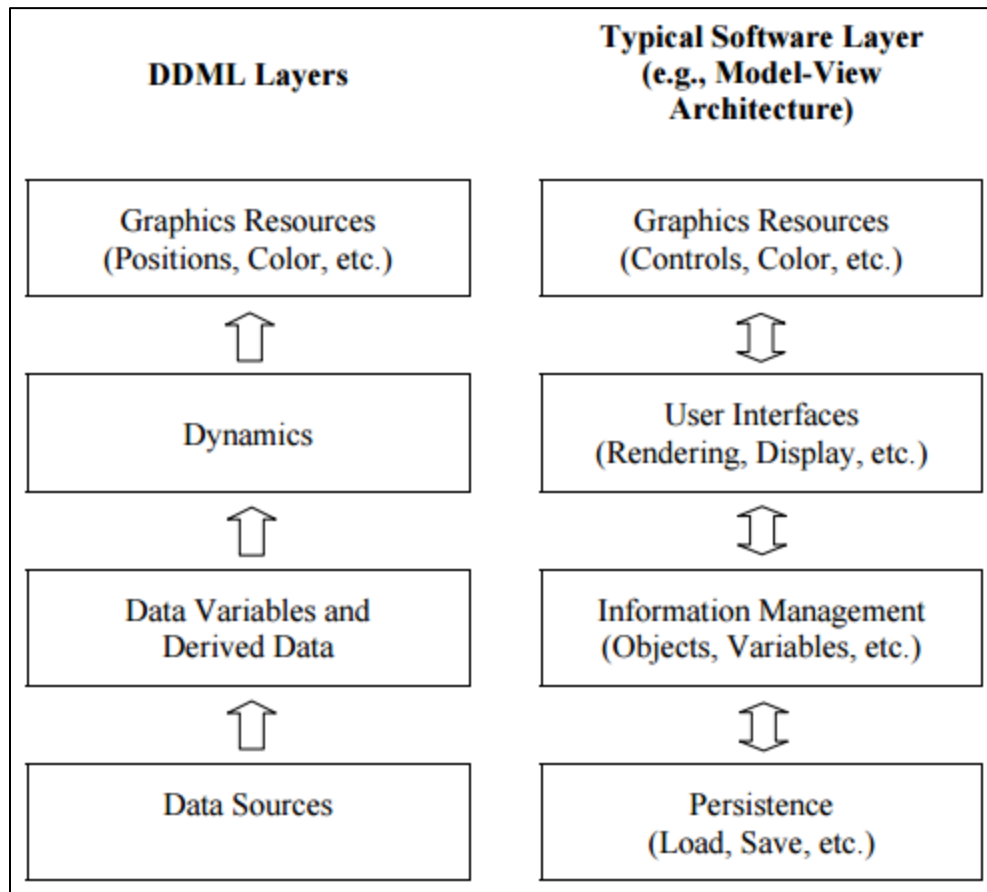 DDML Layers
Typical Software Layer
(e.g., Model-View
Architecture)
Graphics Resources
(Positions, Color, etc.)
Graphics Resources
(Controls, Color, etc.)
Dynamics
User Interfaces
(Rendering, Display, etc.)
Data Variables and
Derived Data
Information Management
(Objects, Variables, etc.)
Data Sources
Persistence
(Load, Save, etc.)